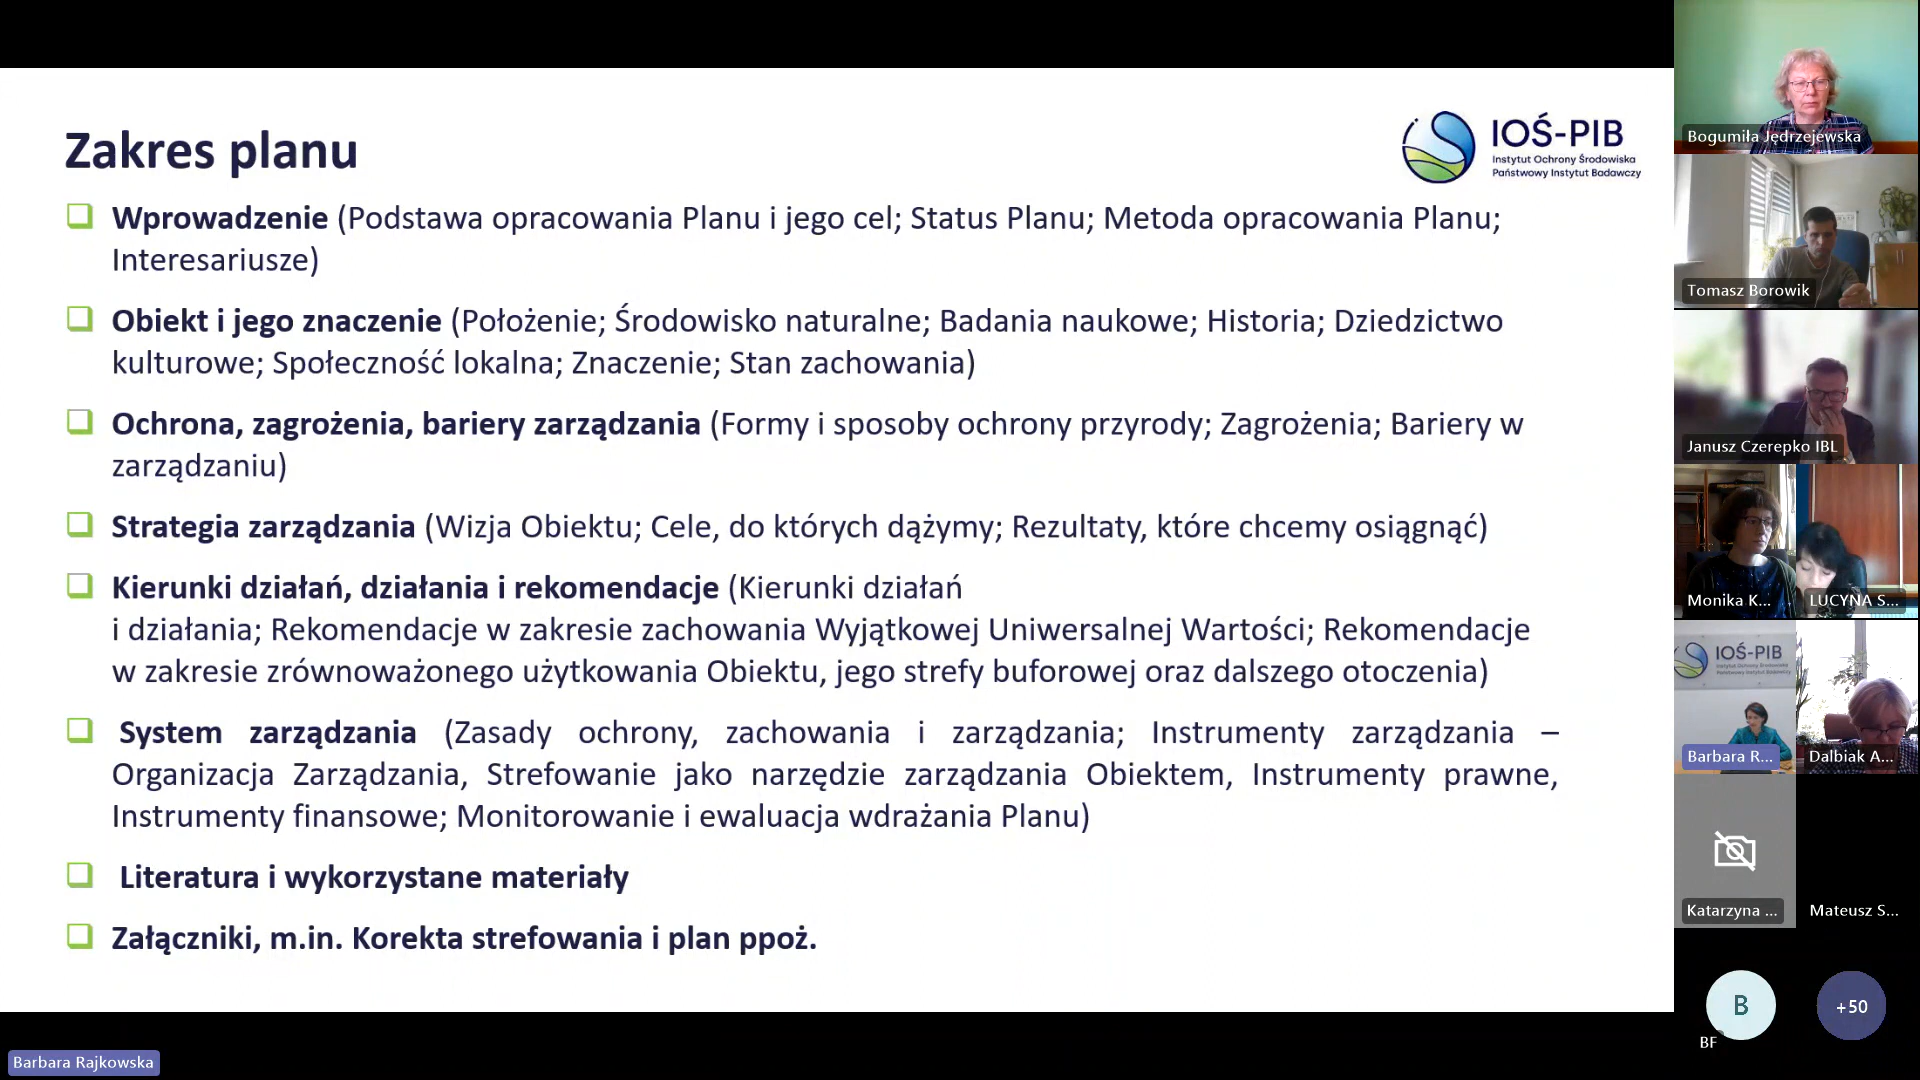 Zakres planu
IOŚ-PIB
Instytut Ochrony Środowiska
Państwowy Instytut Badawczy
Wprowadzenie (Podstawa opracowania Planu i jego cel; Status Planu; Metoda opracowania Planu;
Interesariusze)
Obiekt i jego znaczenie (Położenie; Środowisko naturalne; Badania naukowe; Historia; Dziedzictwo
kulturowe; Społeczność lokalna; Znaczenie; Stan zachowania)
Ochrona, zagrożenia, bariery zarządzania (Formy i sposoby ochrony przyrody; Zagrożenia; Bariery w
zarządzaniu)
Strategia zarządzania (Wizja Obiektu; Cele, do których dążymy; Rezultaty, które chcemy osiągnąć)
Kierunki działań, działania i rekomendacje (Kierunki działań
i działania; Rekomendacje w zakresie zachowania Wyjątkowej Uniwersalnej Wartości; Rekomendacje
w zakresie zrównoważonego użytkowania Obiektu, jego strefy buforowej oraz dalszego otoczenia)
System zarządzania (Zasady ochrony, zachowania i zarządzania; Instrumenty zarządzania –
Organizacja Zarządzania, Strefowanie jako narzędzie zarządzania Obiektem, Instrumenty prawne,
Instrumenty finansowe; Monitorowanie i ewaluacja wdrażania Planu)
Literatura i wykorzystane materiały
Załączniki, m.in. Korekta strefowania i plan ppoż.
Barbara Rajkowska
Bogumiła Jędrzejewska
Tomasz Borowik
Janusz Czerepko IBL
Monika K...
LUCYNA S...
IOŚ-PIB
Instytut Ochrony Środowiska
Państwowy Instytut Badawczy
Barbara R...
Dalbiak A...
Katarzyna ...
Mateusz S...
B
BF
+50